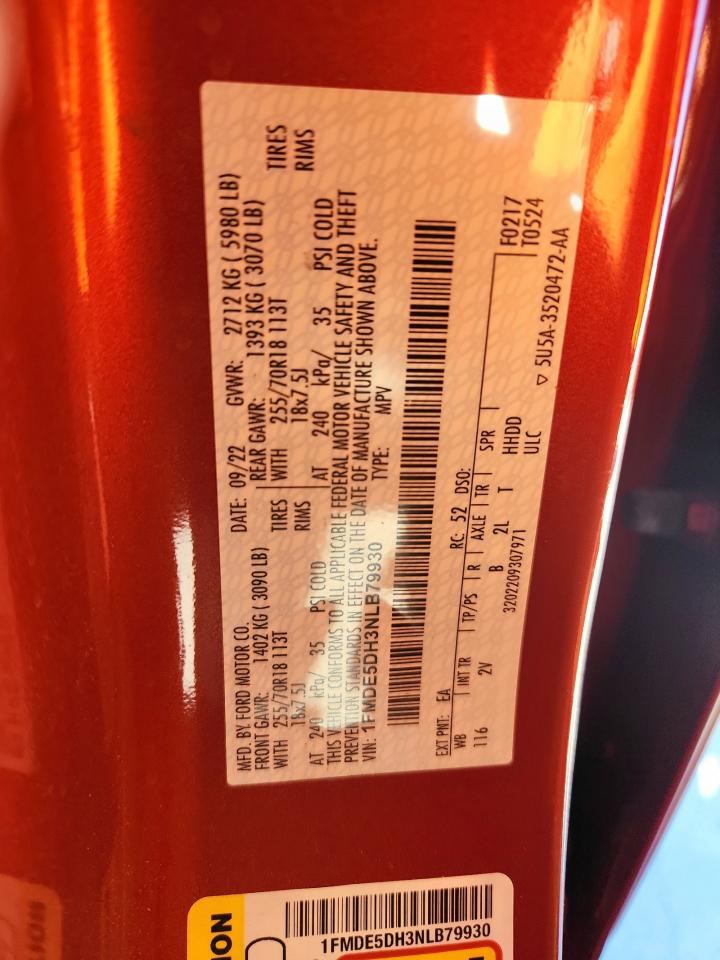 MFD. BY FORD MOTOR CO.
DATE: 09/22 GVWR: 2712 KG ( 5980 LB)
FRONT GAWR: 1402 KG ( 3090 LB)
REAR GAWR: 1393 KG ( 3070 LB)
WITH 255/70R18 113T TIRES
WITH 255/70R18 113T TIRES
18x7.5J RIMS
18x7.5J RIMS
AT 240 kPa/ 35 PSI COLD
AT 240 kPa/ 35 PSI COLD
THIS VEHICLE CONFORMS TO ALL APPLICABLE FEDERAL MOTOR VEHICLE SAFETY AND THEFT
PREVENTION STANDARDS IN EFFECT ON THE DATE OF MANUFACTURE SHOWN ABOVE.
VIN: 1FMDE5DH3NLB79930 TYPE: MPV
EXT PNT: EA RC: 52 DSO:
WB INT TR TP/PS R AXLE TR SPR
F0217
116 2V B 2L T HHDD
T0524
3202209307971 ULC
▽ 5U5A-3520472-AA
ION
1FMDE5DH3NLB79930